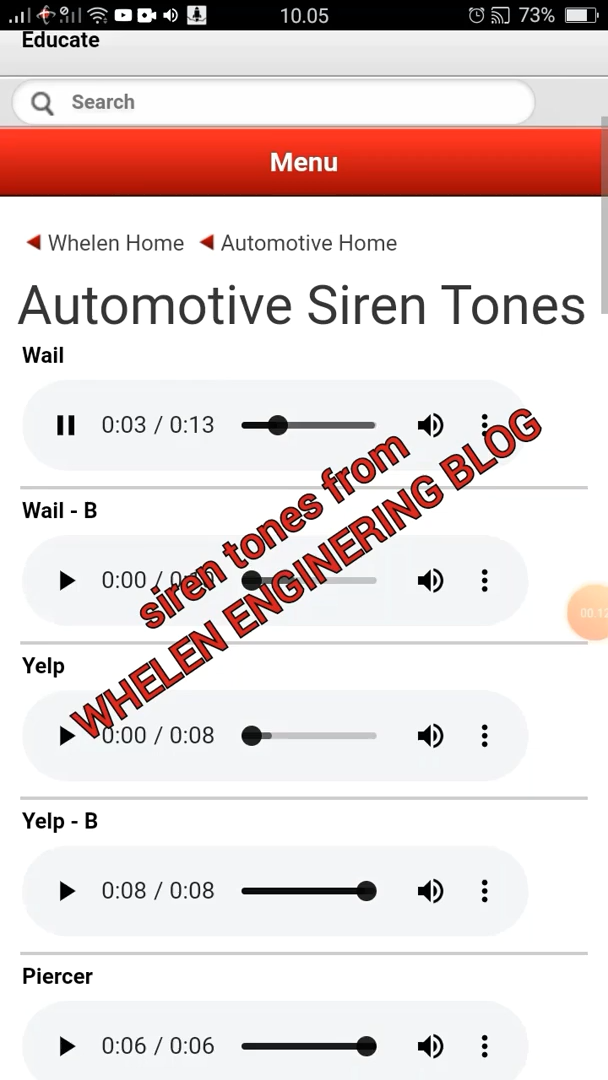 10.05
73%
Educate
Search
Menu
Whelen Home
Automotive Home
Automotive Siren Tones
Wail
0:03 / 0:13
siren tones from
WHELEN ENGINERING BLOG
Wail - B
0:00 /
Yelp
0:00 / 0:08
Yelp - B
0:08 / 0:08
Piercer
0:06 / 0:06